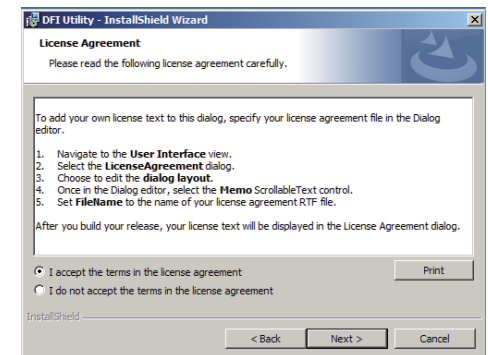 DFI Utility - InstallShield Wizard
License Agreement
Please read the following license agreement carefully.
To add your own license text to this dialog, specify your license agreement file in the Dialog
editor.
1. Navigate to the User Interface view.
2. Select the LicenseAgreement dialog.
3. Choose to edit the dialog layout.
4. Once in the Dialog editor, select the Memo ScrollableText control.
5. Set FileName to the name of your license agreement RTF file.
After you build your release, your license text will be displayed in the License Agreement dialog.
I accept the terms in the license agreement
Print
I do not accept the terms in the license agreement
InstallShield
< Back Next > Cancel